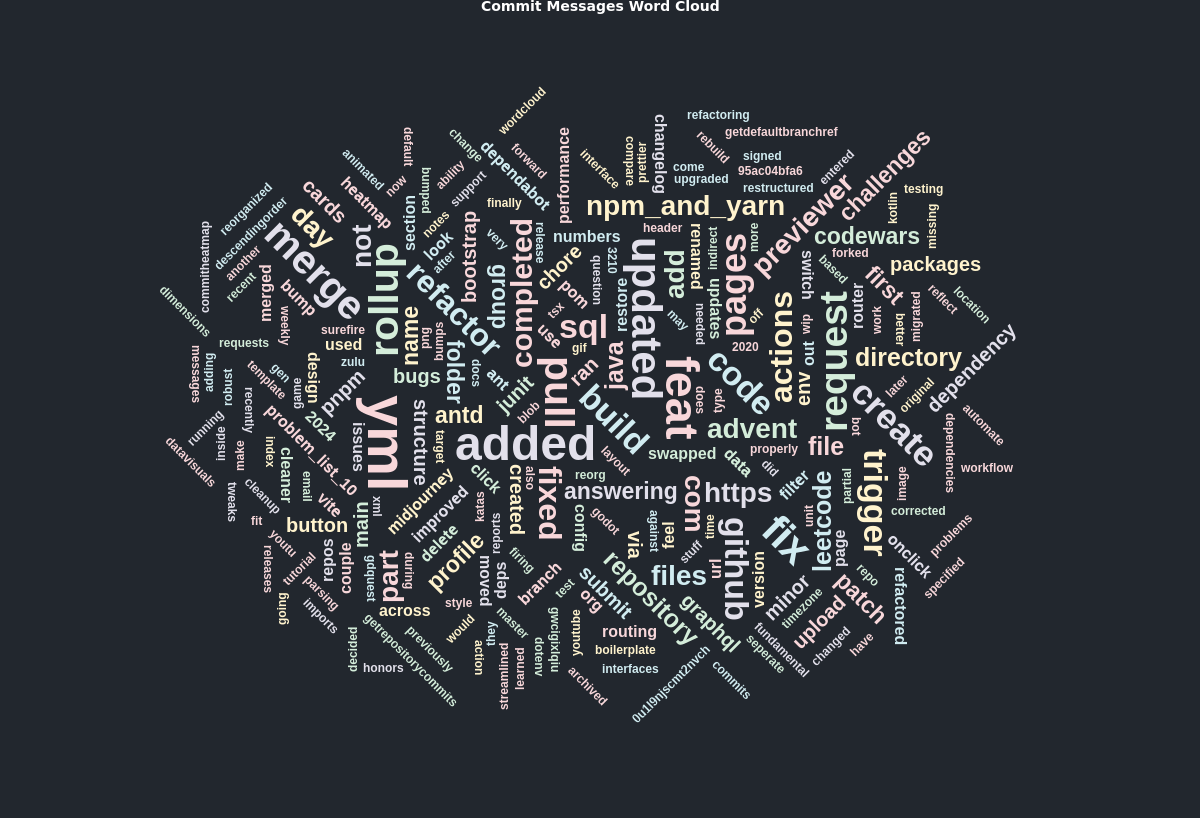 Commit Messages Word Cloud
wordcloud
refactoring
changelog
getdefaultbranchref
default
change
dependabot
forward
performance
interface
compare
prettier
rebuild
signed
come
upgraded
95ac04bfa6
restructured
entered
challenges
animated
now
bumped
ability
support
finally
npm_and_yarn
previewer
kotlin
testing
missing
reorganized
descendingorder
cards
heatmap
section
notes
look
after
bootstrap
very
release
numbers
header
renamed
indirect
more
codewars
forked
packages
commitheatmap
another
recent
day
merge
not
rollup
refactor
group
completed
chore
pom
question
3210
restore
updated
add
updates
pages
off
switch
based
first
router
reflect
location
dimensions
merged
bump
weekly
surefire
used
zulu
name
png
bumps
folder
docs
tsx
use
sql
gif
java
may
needed
2020
actions
wip
out
env
request
work
better
migrated
directory
dependency
messages
adding
requests
robust
template
gen
game
design
pnpm
bugs
ant
junit
pull
ran
blob
build
feat
does
type
code
create
later
original
running
inside
recently
make
problem_list_10
2024
yml
sensei
structure
antd
target
added
layout
swapped
advent
data
properly
did
file
bot
automate
dependencies
workflow
datavisuals
tweaks
cleanup
index
cleaner
email
vite
main
xml
midjourney
improved
click
katas
created
also
fixed
reorg
answering
godot
config
com
https
filter
unit
leetcode
partial
trigger
image
corrected
problems
specified
fit
button
youtu
releases
tutorial
going
parsing
imports
repos
couple
gdquest
part
during
across
delete
profile
style
moved
reports
deps
firing
branch
test
via
against
feel
stuff
time
url
files
github
fix
version
page
repo
onclick
refactored
minor
timezone
patch
upload
submit
org
repository
graphql
routing
boilerplate
interfaces
decided
honors
getrepositorycommits
previously
would
action
they
master
streamlined
learned
dotenv
gwcigixlqiu
youtube
archived
0u1l9njscm2nvch
commits
seperate
fundamental
changed
have